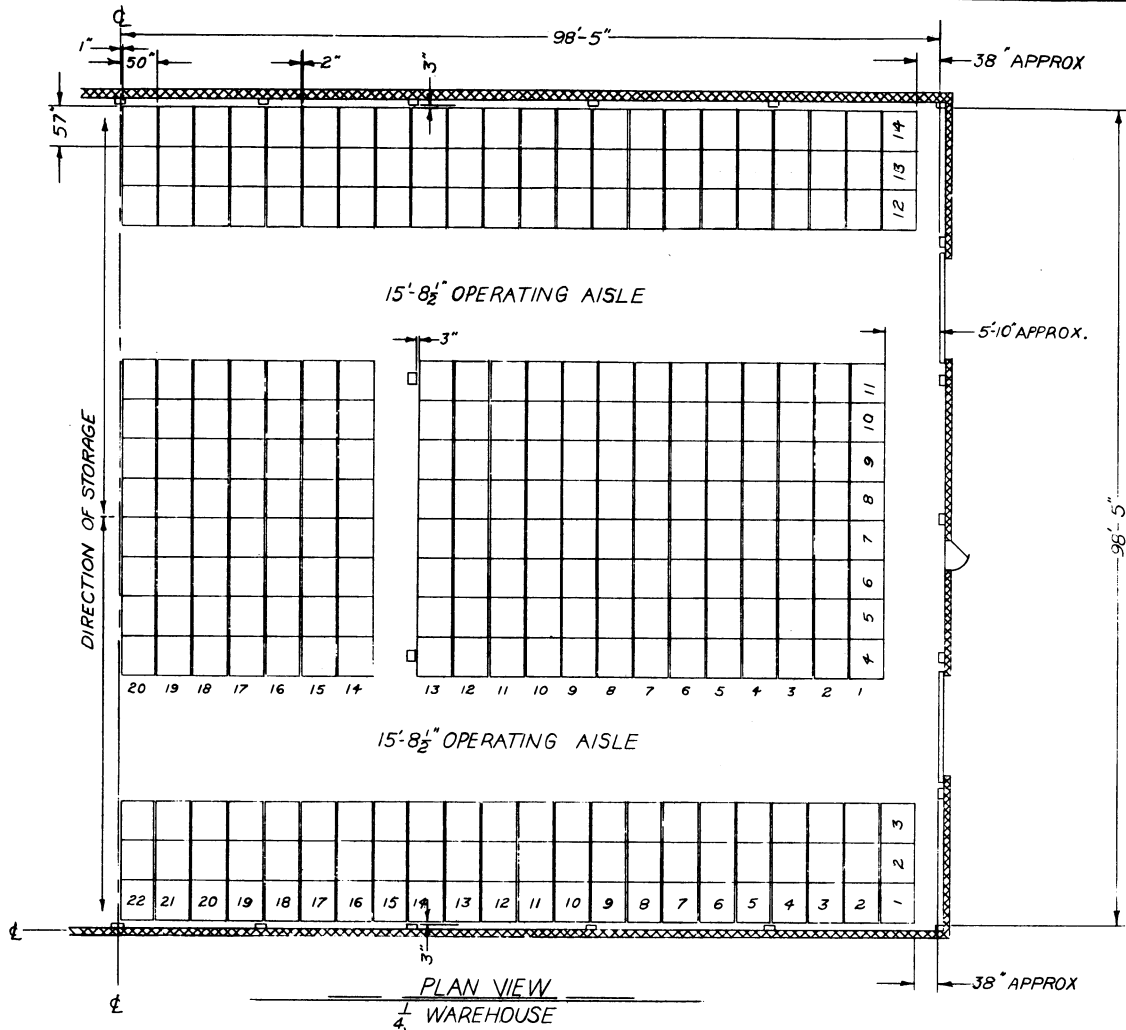 ℄
98'-5"
1"
50"
2"
3"
38" APPROX
57"
14
13
12
15'-8½" OPERATING AISLE
3"
5'-10" APPROX.
11
10
9
8
7
6
5
4
DIRECTION OF STORAGE
98'-5"
20 19 18 17 16 15 14 13 12 11 10 9 8 7 6 5 4 3 2 1
15'-8½" OPERATING AISLE
3
2
22 21 20 19 18 17 16 15 14 13 12 11 10 9 8 7 6 5 4 3 2 1
℄
3"
38" APPROX
℄
PLAN VIEW
¼ WAREHOUSE